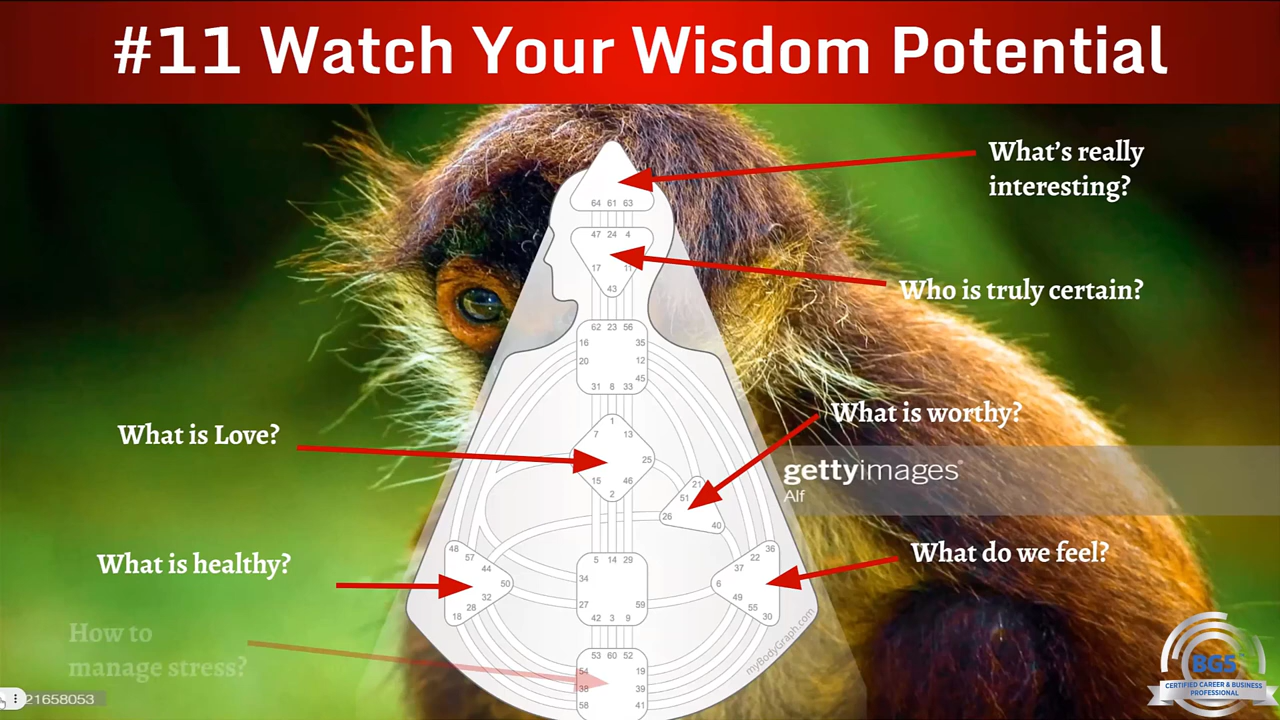 #11 Watch Your Wisdom Potential
What's really
interesting?
64 61 63
47 24 4
Who is truly certain?
17 11
43
62 23 56
16 35
20 12
45
31 8 33
What is worthy?
What is Love?
1
7 13
25
15 46
2
gettyimages®
Alf
21
51
26
40
What is healthy?
What do we feel?
48
57
44
50
32
28
18
5 14 29
34
27 59
42 3 9
36
22
37
6
49
55
30
How to
manage stress?
53 60 52
54 19
38 39
58 41
myBodyGraph.com
21658053
BG5
CERTIFIED CAREER & BUSINESS
PROFESSIONAL